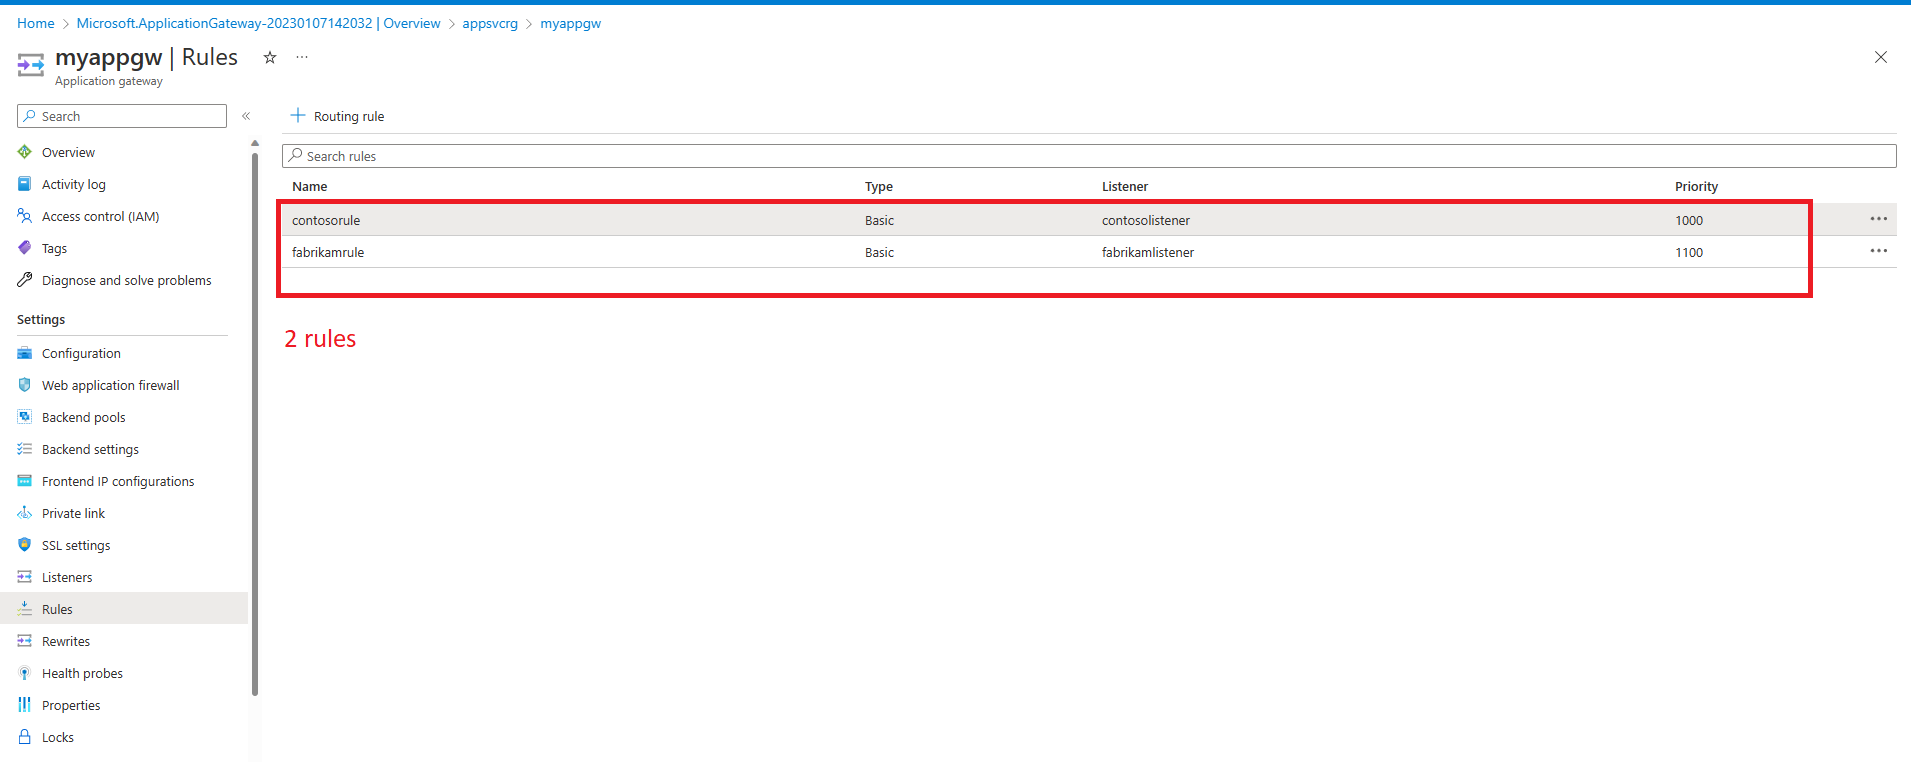 Home > Microsoft.ApplicationGateway-20230107142032 | Overview > appsvcrg > myappgw
myappgw | Rules ☆ ···
Application gateway
Search «
Overview
Activity log
Access control (IAM)
Tags
Diagnose and solve problems
Settings
Configuration
Web application firewall
Backend pools
Backend settings
Frontend IP configurations
Private link
SSL settings
Listeners
Rules
Rewrites
Health probes
Properties
Locks
+ Routing rule
Search rules
Name Type Listener Priority
contosorule Basic contosolistener 1000 ···
fabrikamrule Basic fabrikamlistener 1100 ···
2 rules